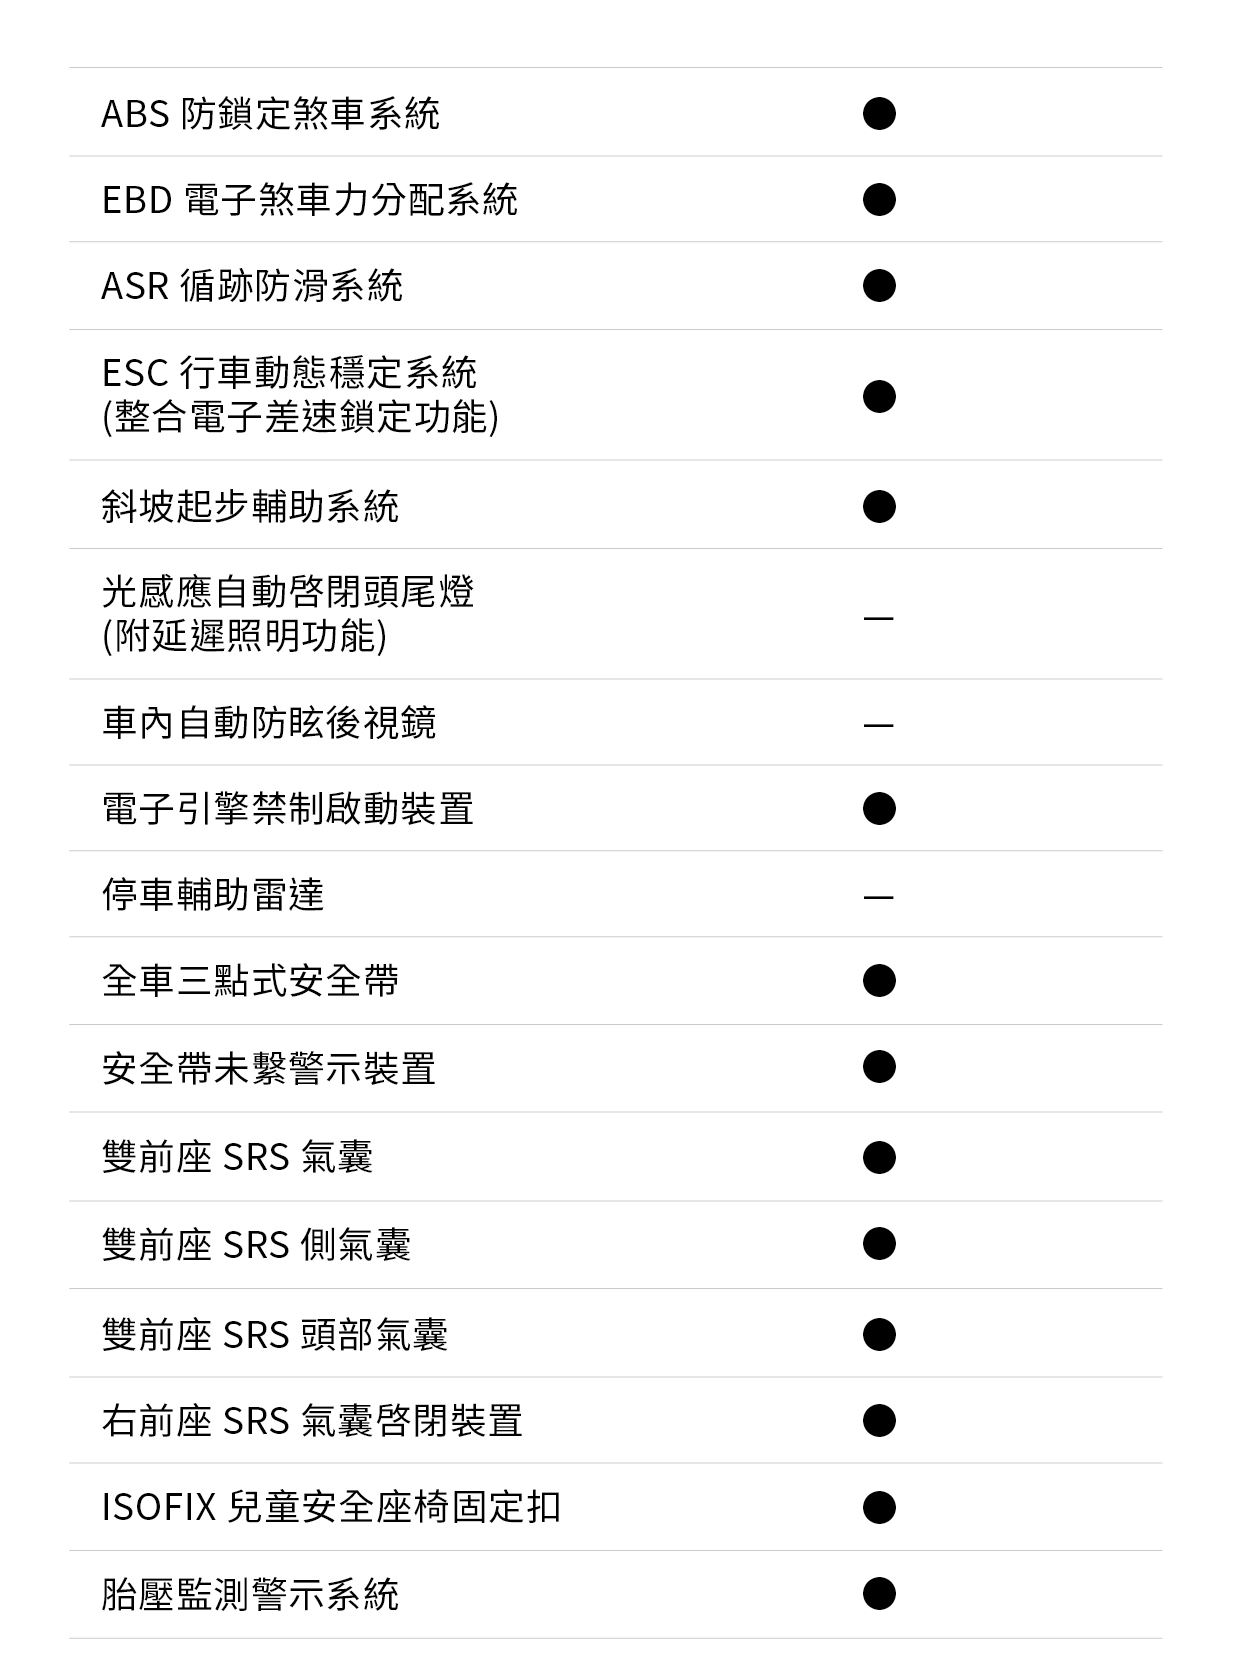 ABS 防鎖定煞車系統 ●
EBD 電子煞車力分配系統 ●
ASR 循跡防滑系統 ●
ESC 行車動態穩定系統
(整合電子差速鎖定功能) ●
斜坡起步輔助系統 ●
光感應自動啓閉頭尾燈
(附延遲照明功能) —
車內自動防眩後視鏡 —
電子引擎禁制啟動裝置 ●
停車輔助雷達 —
全車三點式安全帶 ●
安全帶未繫警示裝置 ●
雙前座 SRS 氣囊 ●
雙前座 SRS 側氣囊 ●
雙前座 SRS 頭部氣囊 ●
右前座 SRS 氣囊啓閉裝置 ●
ISOFIX 兒童安全座椅固定扣 ●
胎壓監測警示系統 ●